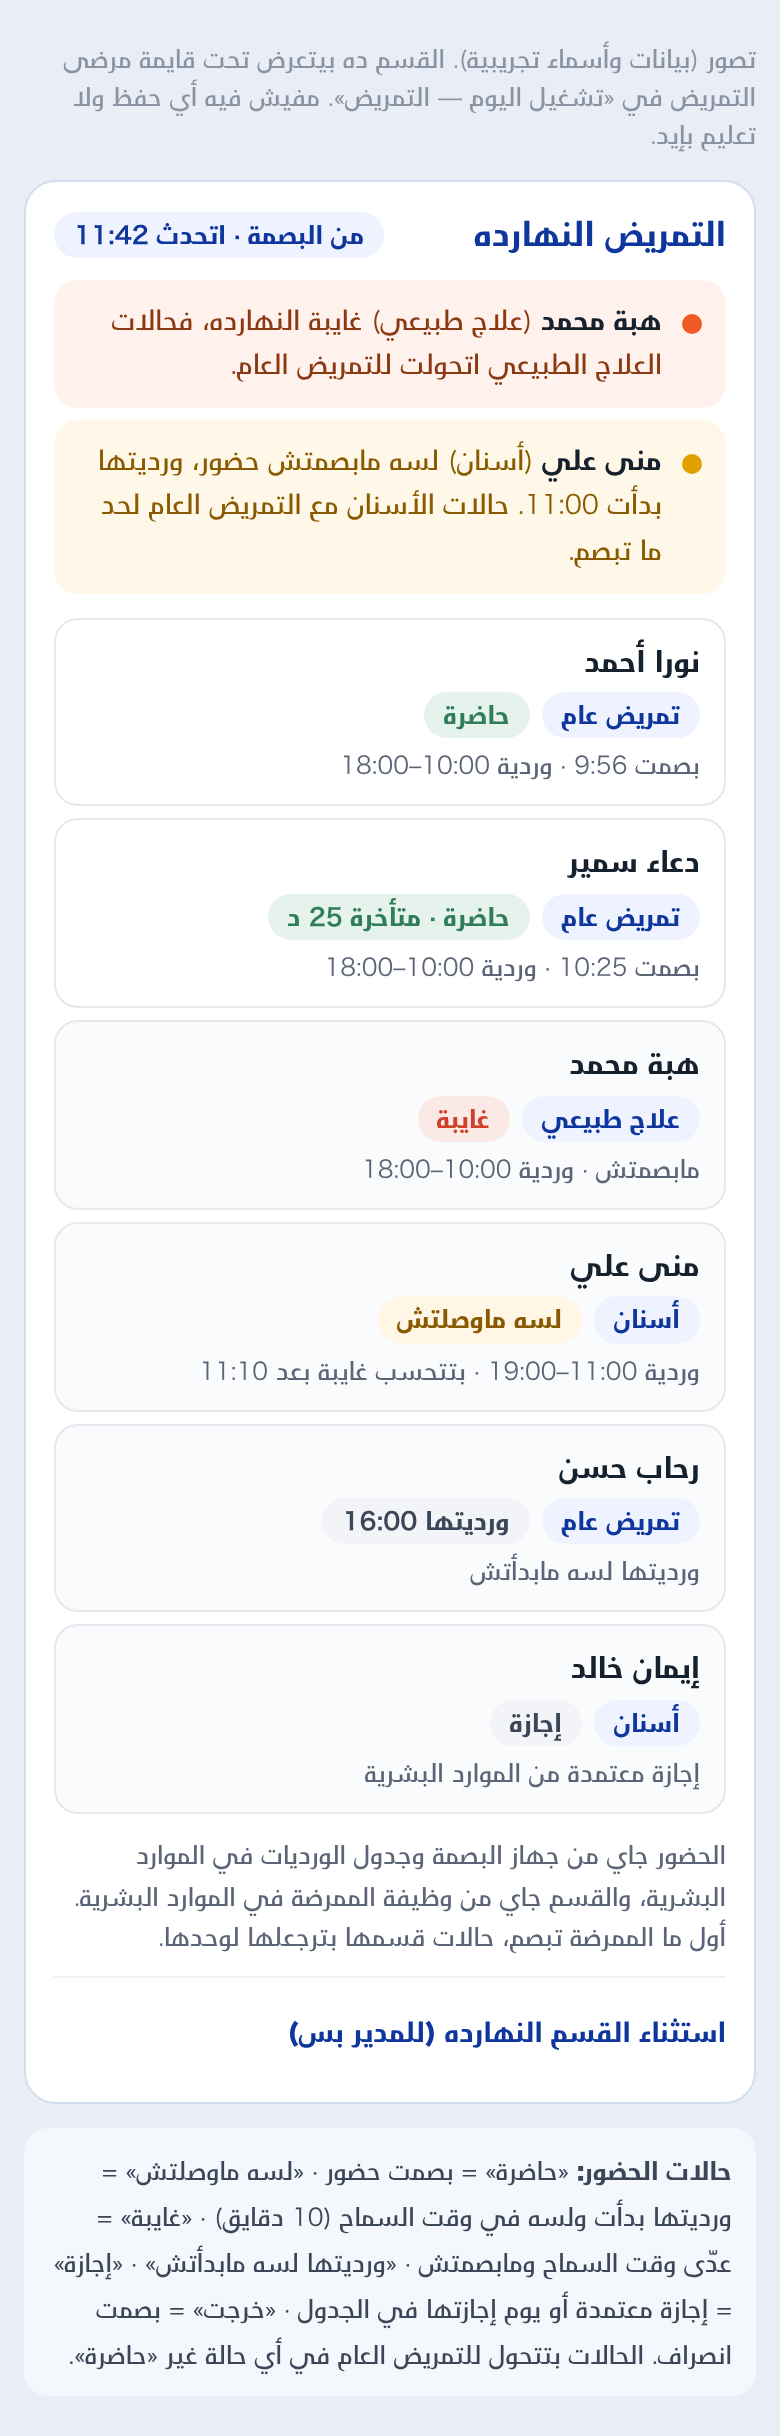 تصور (بيانات وأسماء تجريبية). القسم ده بيتعرض تحت قايمة مرضى
التمريض في «تشغيل اليوم — التمريض». مفيش فيه أي حفظ ولا
تعليم بإيد.
التمريض النهارده
من البصمة · اتحدث 11:42
هبة محمد (علاج طبيعي) غايبة النهارده، فحالات
العلاج الطبيعي اتحولت للتمريض العام.
منى علي (أسنان) لسه مابصمتش حضور، ورديتها
بدأت 11:00. حالات الأسنان مع التمريض العام لحد
ما تبصم.
نورا أحمد
تمريض عام حاضرة
بصمت 9:56 · وردية 10:00–18:00
دعاء سمير
تمريض عام حاضرة · متأخرة 25 د
بصمت 10:25 · وردية 10:00–18:00
هبة محمد
علاج طبيعي غايبة
مابصمتش · وردية 10:00–18:00
منى علي
أسنان لسه ماوصلتش
وردية 11:00–19:00 · بتتحسب غايبة بعد 11:10
رحاب حسن
تمريض عام ورديتها 16:00
ورديتها لسه مابدأتش
إيمان خالد
أسنان إجازة
إجازة معتمدة من الموارد البشرية
الحضور جاي من جهاز البصمة وجدول الورديات في الموارد
البشرية، والقسم جاي من وظيفة الممرضة في الموارد البشرية.
أول ما الممرضة تبصم، حالات قسمها بترجعلها لوحدها.
استثناء القسم النهارده (للمدير بس)
حالات الحضور: «حاضرة» = بصمت حضور · «لسه ماوصلتش» =
ورديتها بدأت ولسه في وقت السماح (10 دقايق) · «غايبة» =
عدّى وقت السماح ومابصمتش · «ورديتها لسه مابدأتش» · «إجازة»
= إجازة معتمدة أو يوم إجازتها في الجدول · «خرجت» = بصمت
انصراف. الحالات بتتحول للتمريض العام في أي حالة غير «حاضرة».